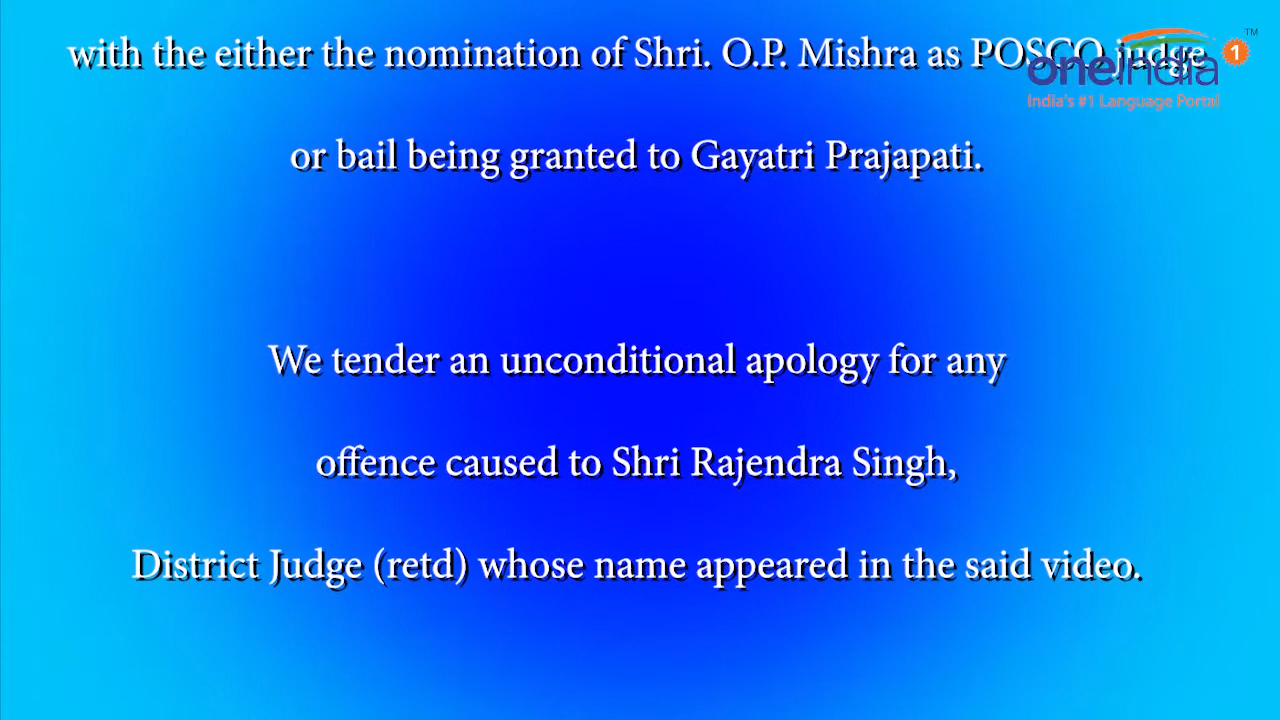 with the either the nomination of Shri. O.P. Mishra as POSCO judge
oneindia 1 TM
India's #1 Language Portal
or bail being granted to Gayatri Prajapati.
We tender an unconditional apology for any
offence caused to Shri Rajendra Singh,
District Judge (retd) whose name appeared in the said video.